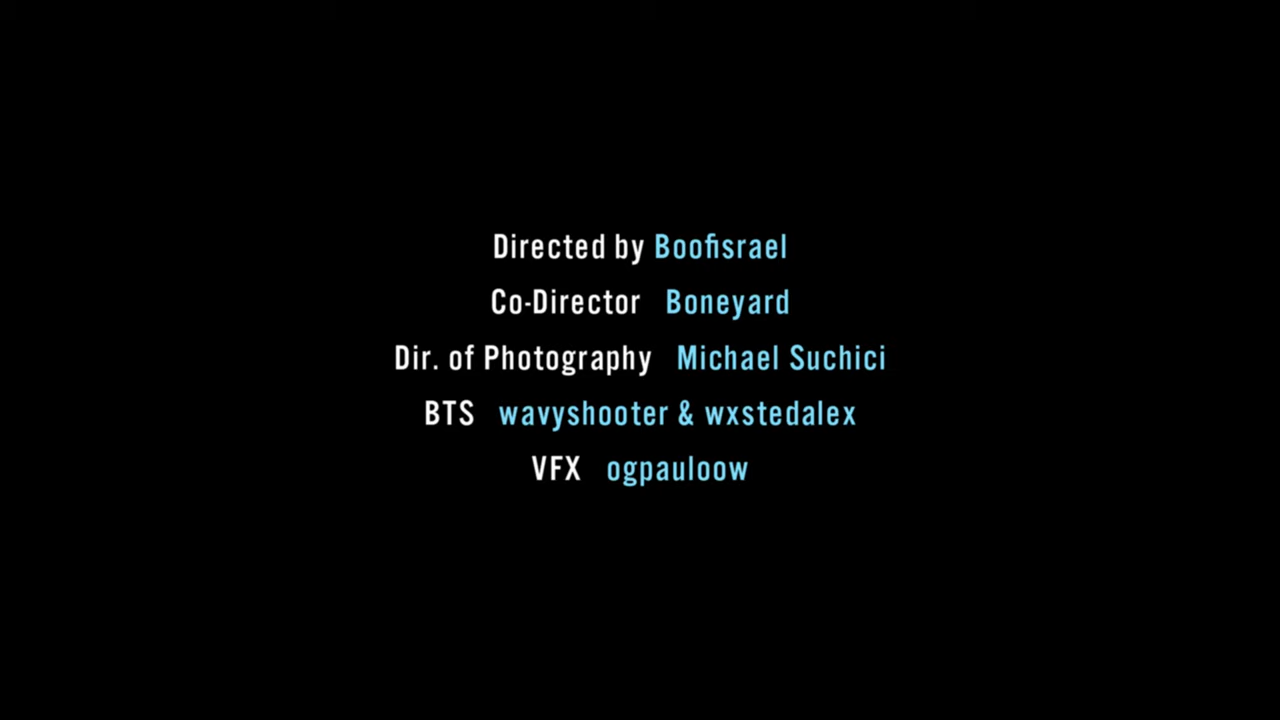 Directed by Boofisrael
Co-Director Boneyard
Dir. of Photography Michael Suchici
BTS wavyshooter & wxstedalex
VFX ogpauloow